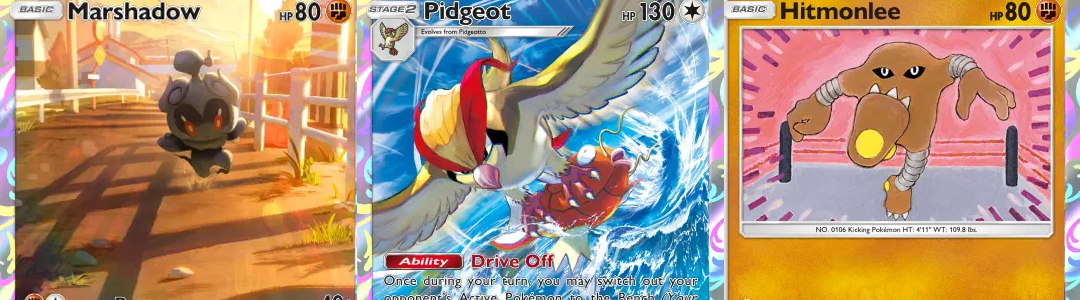 BASIC Marshadow HP 80
STAGE 2 Pidgeot HP 130
Evolves from Pidgeotto
Ability Drive Off
Once during your turn, you may switch out your
opponent's Active Pokémon to the Bench. (Your
BASIC Hitmonlee HP 80
NO. 0106 Kicking Pokémon HT: 4'11" WT: 109.8 lbs.